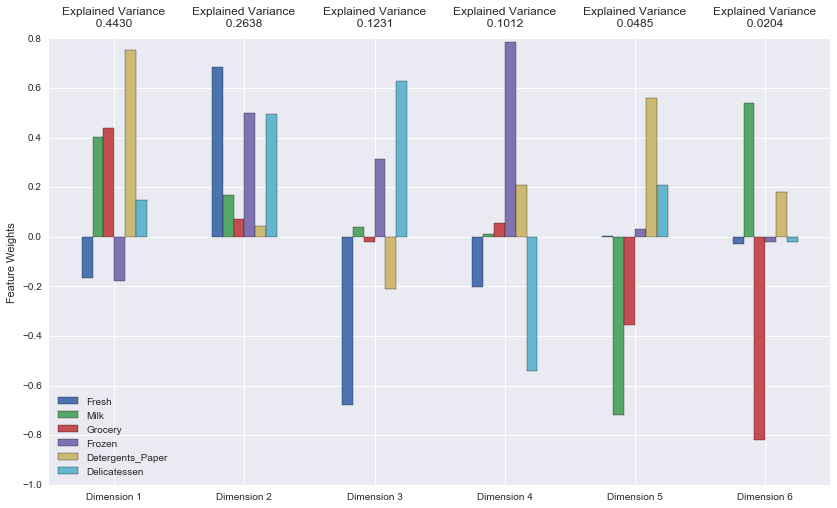 Explained Variance
0.4430
Explained Variance
0.2638
Explained Variance
0.1231
Explained Variance
0.1012
Explained Variance
0.0485
Explained Variance
0.0204
0.8
0.6
0.4
0.2
0.0
−0.2
−0.4
−0.6
−0.8
−1.0
Feature Weights
Fresh
Milk
Grocery
Frozen
Detergents_Paper
Delicatessen
Dimension 1
Dimension 2
Dimension 3
Dimension 4
Dimension 5
Dimension 6